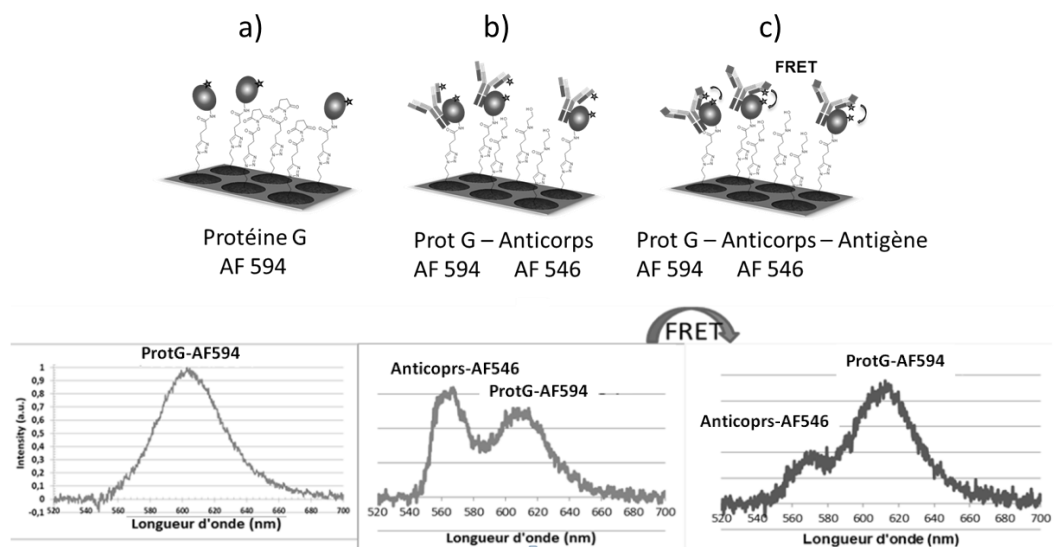 a)
b)
c)
FRET
Protéine G
AF 594
Prot G – Anticorps
AF 594 AF 546
Prot G – Anticorps – Antigène
AF 594 AF 546
FRET
ProtG-AF594
Intensity (a.u.)
1
0,9
0,8
0,7
0,6
0,5
0,4
0,3
0,2
0,1
0
-0,1
520 540 560 580 600 620 640 660 680 700
Longueur d'onde (nm)
Anticoprs-AF546
ProtG-AF594
520 540 560 580 600 620 640 660 680 700
Longueur d'onde (nm)
ProtG-AF594
Anticoprs-AF546
520 540 560 580 600 620 640 660 680 700
Longueur d'onde (nm)